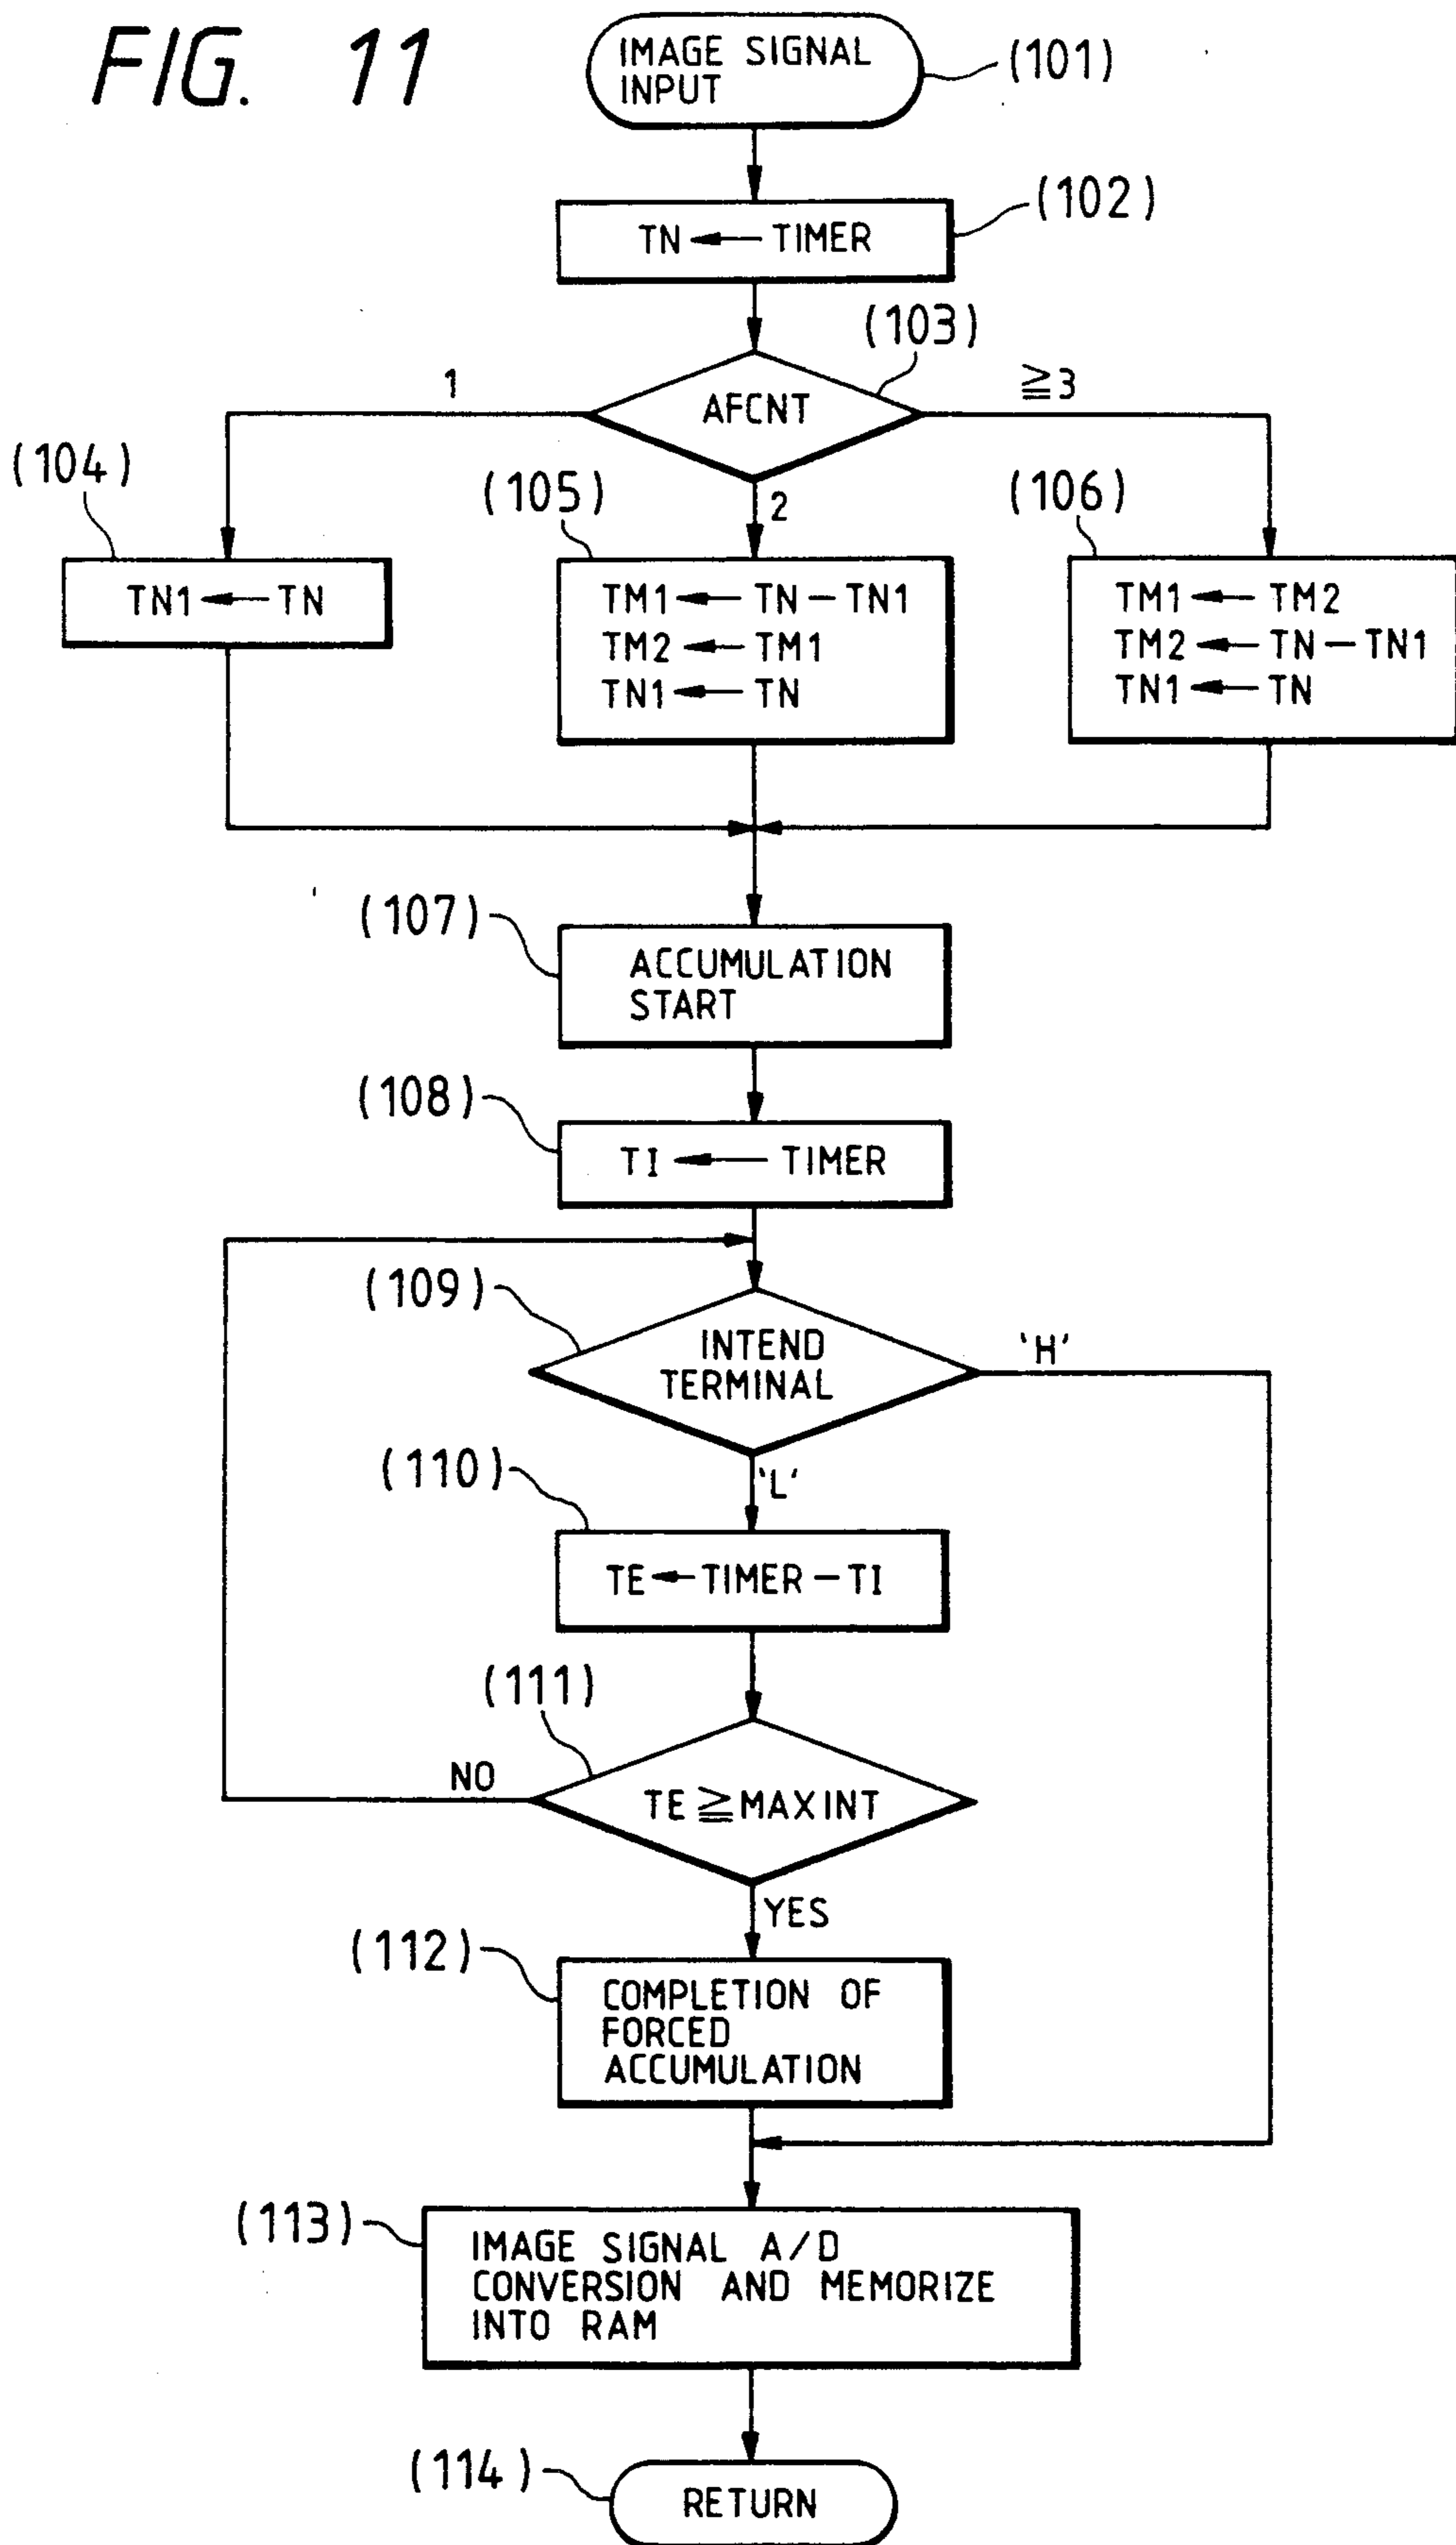 FIG. 11
IMAGE SIGNAL
INPUT
(101)
TN ← TIMER
(102)
AFCNT
(103)
1
2
≧3
(104)
TN1 ← TN
(105)
TM1 ← TN – TN1
TM2 ← TM1
TN1 ← TN
(106)
TM1 ← TM2
TM2 ← TN – TN1
TN1 ← TN
(107)
ACCUMULATION
START
(108)
TI ← TIMER
(109)
INTEND
TERMINAL
'H'
'L'
(110)
TE ← TIMER – TI
(111)
TE ≧ MAXINT
NO
YES
(112)
COMPLETION OF
FORCED
ACCUMULATION
(113)
IMAGE SIGNAL A/D
CONVERSION AND MEMORIZE
INTO RAM
(114)
RETURN